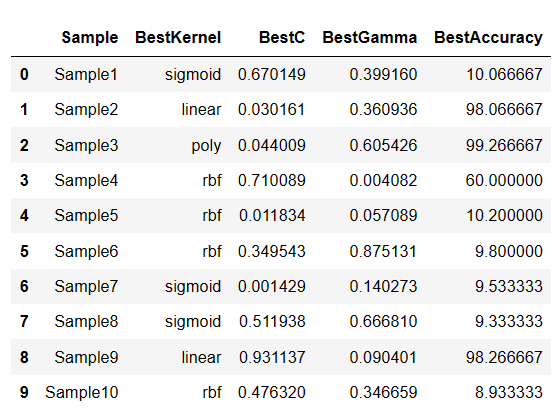 Sample BestKernel BestC BestGamma BestAccuracy
0 Sample1 sigmoid 0.670149 0.399160 10.066667
1 Sample2 linear 0.030161 0.360936 98.066667
2 Sample3 poly 0.044009 0.605426 99.266667
3 Sample4 rbf 0.710089 0.004082 60.000000
4 Sample5 rbf 0.011834 0.057089 10.200000
5 Sample6 rbf 0.349543 0.875131 9.800000
6 Sample7 sigmoid 0.001429 0.140273 9.533333
7 Sample8 sigmoid 0.511938 0.666810 9.333333
8 Sample9 linear 0.931137 0.090401 98.266667
9 Sample10 rbf 0.476320 0.346659 8.933333